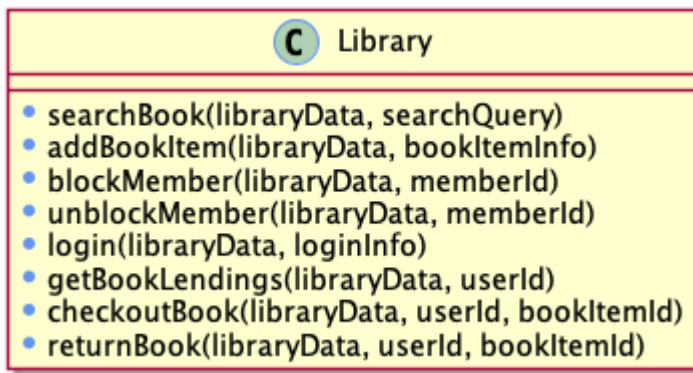 C Library
searchBook(libraryData, searchQuery)
addBookItem(libraryData, bookItemInfo)
blockMember(libraryData, memberId)
unblockMember(libraryData, memberId)
login(libraryData, loginInfo)
getBookLendings(libraryData, userId)
checkoutBook(libraryData, userId, bookItemId)
returnBook(libraryData, userId, bookItemId)